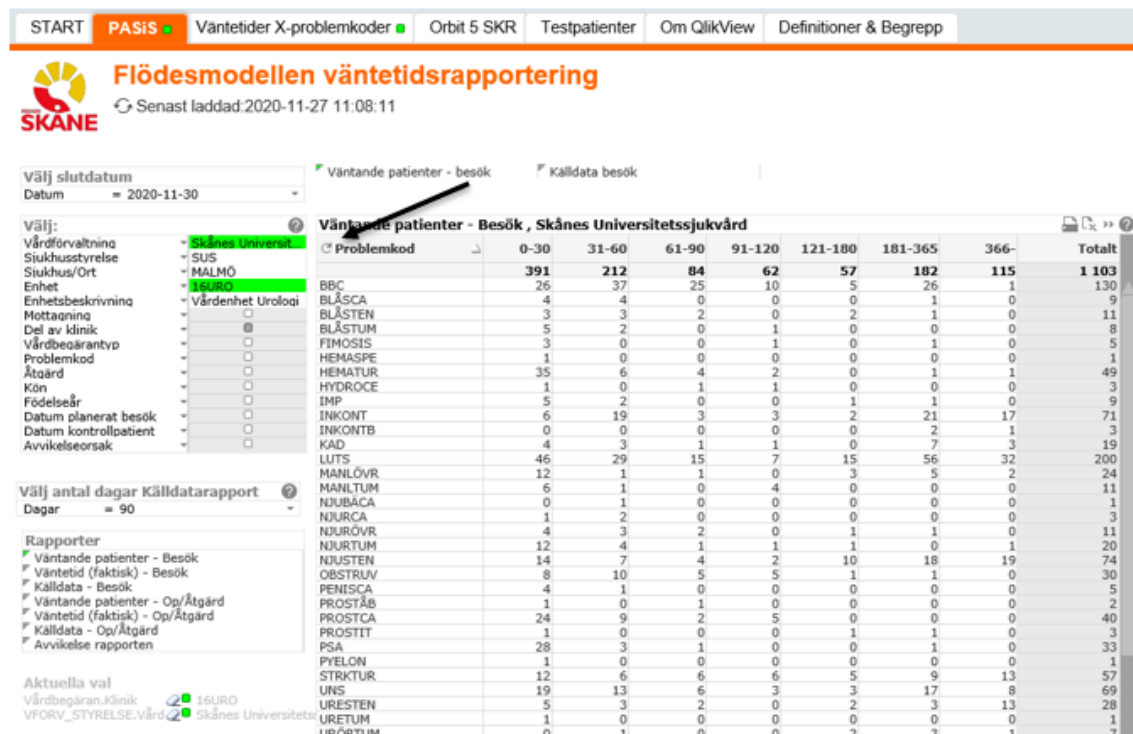 START PASiS Väntetider X-problemkoder Orbit 5 SKR Testpatienter Om QlikView Definitioner & Begrepp
Flödesmodellen väntetidsrapportering
Senast laddad:2020-11-27 11:08:11
SKÅNE
Välj slutdatum
Datum = 2020-11-30
Väntande patienter - besök Källdata besök
Välj:
Vårdförvaltning Skånes Universit...
Sjukhusstyrelse SUS
Sjukhus/Ort MALMÖ
Enhet 16URO
Enhetsbeskrivning Vårdenhet Urologi
Mottagning
Del av klinik
Vårdbegärantyp
Problemkod
Åtgärd
Kön
Födelseår
Datum planerat besök
Datum kontrollpatient
Avvikelseorsak
Välj antal dagar Källdatarapport
Dagar = 90
Rapporter
Väntande patienter - Besök
Väntetid (faktisk) - Besök
Källdata - Besök
Väntande patienter - Op/Åtgärd
Väntetid (faktisk) - Op/Åtgärd
Källdata - Op/Åtgärd
Avvikelse rapporten
Aktuella val
Vårdbegäran.Klinik 16URO
VFORV_STYRELSE.Vård Skånes Universitets
Väntande patienter - Besök , Skånes Universitetssjukvård
Problemkod 0-30 31-60 61-90 91-120 121-180 181-365 366- Totalt
391 212 84 62 57 182 115 1 103
BBC 26 37 25 10 5 26 1 130
BLÅSCA 4 4 0 0 0 1 0 9
BLÅSTEN 3 3 2 0 2 1 0 11
BLÅSTUM 5 2 0 1 0 0 0 8
FIMOSIS 3 0 0 1 0 1 0 5
HEMASPE 1 0 0 0 0 0 0 1
HEMATUR 35 6 4 2 0 1 1 49
HYDROCE 1 0 1 1 0 0 0 3
IMP 5 2 0 0 1 1 0 9
INKONT 6 19 3 3 2 21 17 71
INKONTB 0 0 0 0 0 2 1 3
KAD 4 3 1 1 0 7 3 19
LUTS 46 29 15 7 15 56 32 200
MANLÖVR 12 1 1 0 3 5 2 24
MANLTUM 6 1 0 4 0 0 0 11
NJUBÄCA 0 1 0 0 0 0 0 1
NJURCA 1 2 0 0 0 0 0 3
NJURÖVR 4 3 2 0 1 1 0 11
NJURTUM 12 4 1 1 1 0 1 20
NJUSTEN 14 7 4 2 10 18 19 74
OBSTRUV 8 10 5 5 1 1 0 30
PENISCA 4 1 0 0 0 0 0 5
PROSTÅB 1 0 1 0 0 0 0 2
PROSTCA 24 9 2 5 0 0 0 40
PROSTIT 1 0 0 0 1 1 0 3
PSA 28 3 1 0 0 1 0 33
PYELON 1 0 0 0 0 0 0 1
STRKTUR 12 6 6 6 5 9 13 57
UNS 19 13 6 3 3 17 8 69
URESTEN 5 3 2 0 2 3 13 28
URETUM 1 0 0 0 0 0 0 1